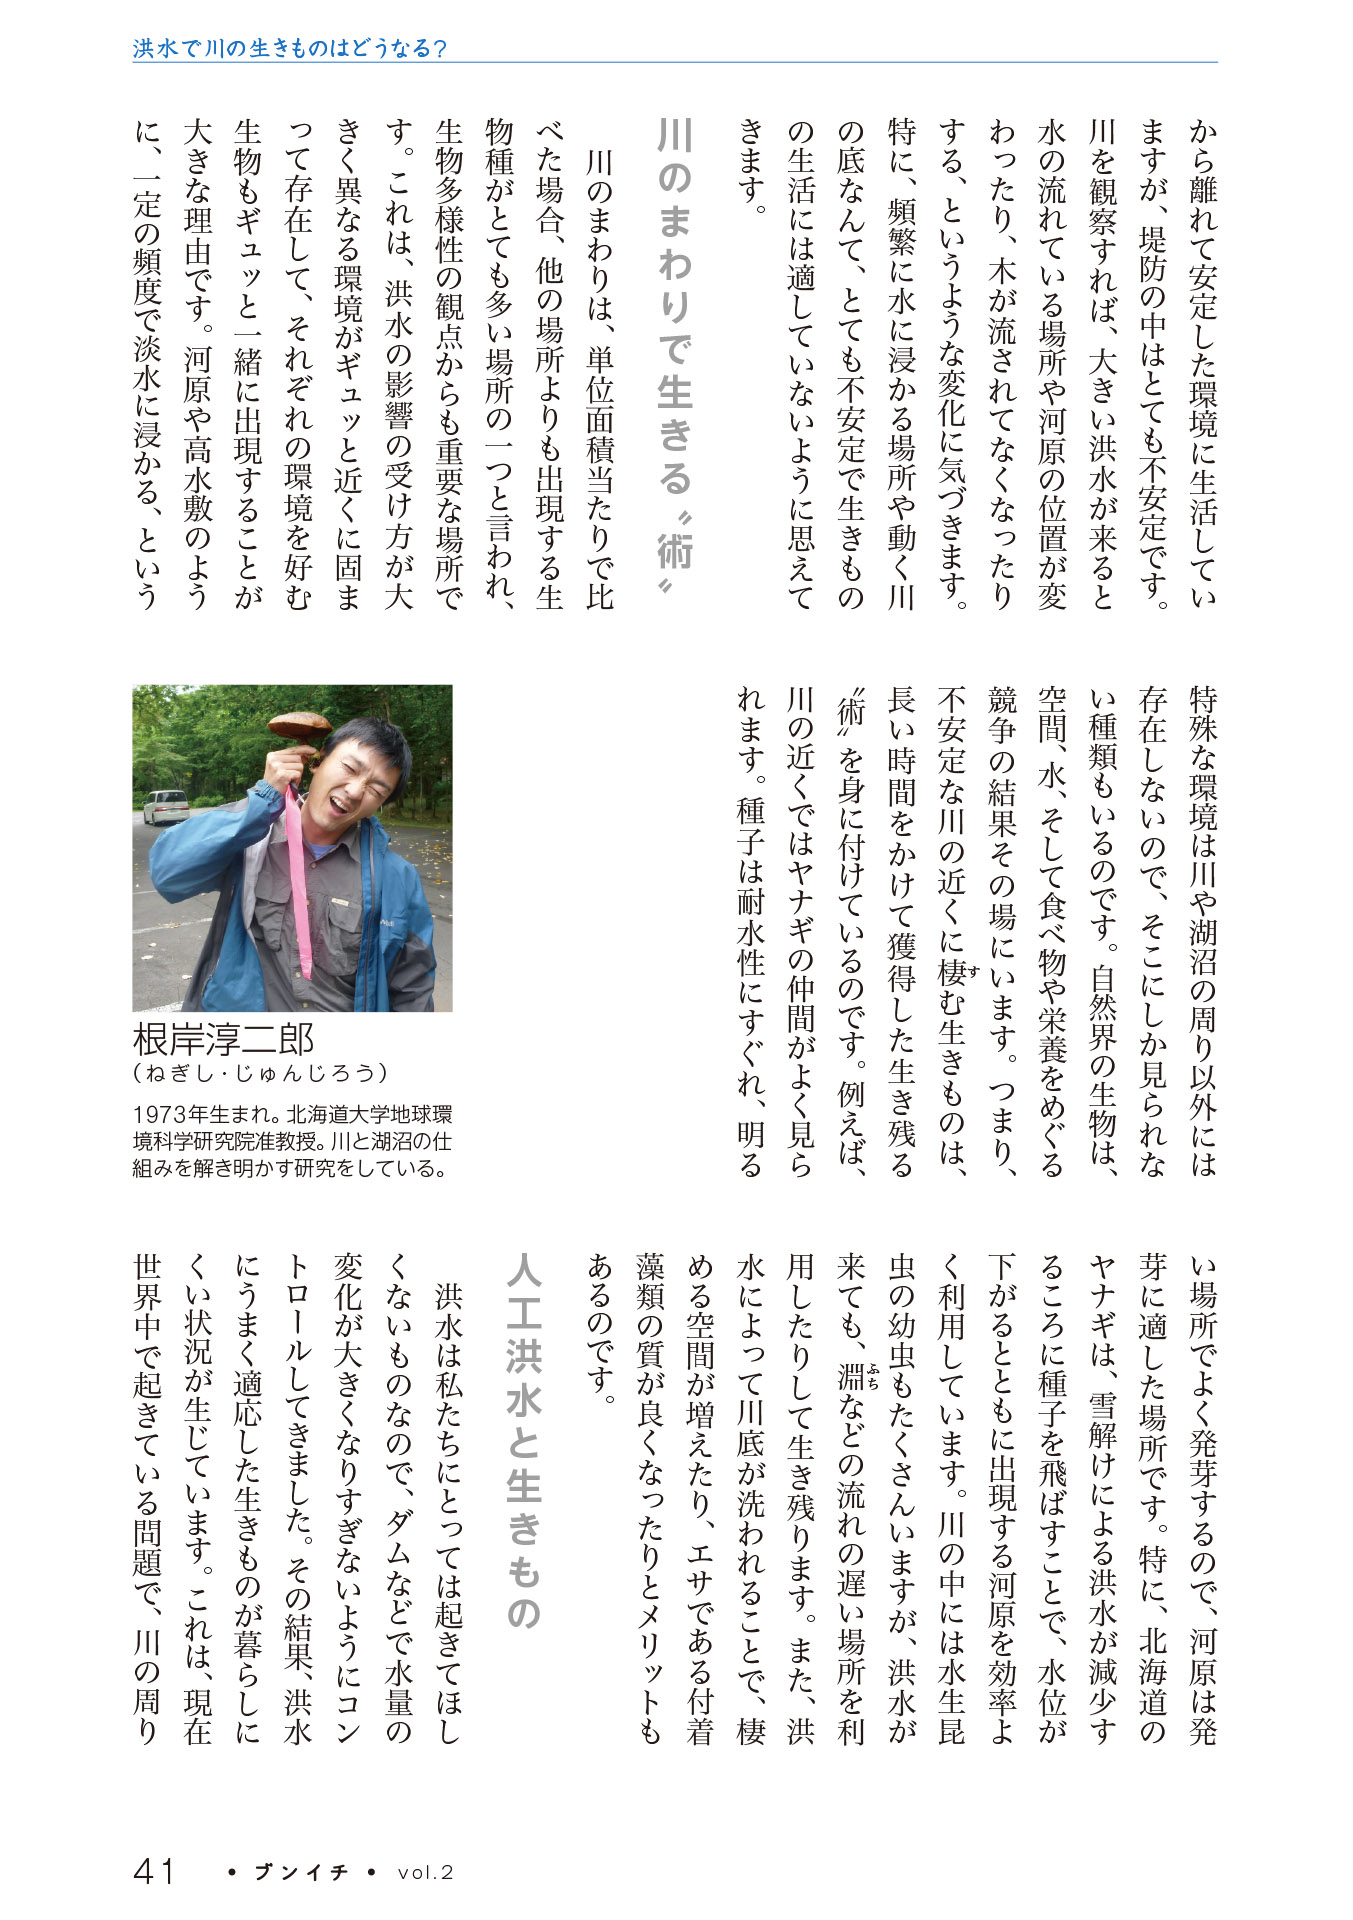 洪水で川の生きものはどうなる？
から離れて安定した環境に生活してい
ますが、堤防の中はとても不安定です。
川を観察すれば、大きい洪水が来ると
水の流れている場所や河原の位置が変
わったり、木が流されてなくなったり
する、というような変化に気づきます。
特に、頻繁に水に浸かる場所や動く川
の底なんて、とても不安定で生きもの
の生活には適していないように思えて
きます。
川のまわりで生きる〝術〟
川のまわりは、単位面積当たりで比
べた場合、他の場所よりも出現する生
物種がとても多い場所の一つと言われ、
生物多様性の観点からも重要な場所で
す。これは、洪水の影響の受け方が大
きく異なる環境がギュッと近くに固ま
って存在して、それぞれの環境を好む
生物もギュッと一緒に出現することが
大きな理由です。河原や高水敷のよう
に、一定の頻度で淡水に浸かる、という
特殊な環境は川や湖沼の周り以外には
存在しないので、そこにしか見られな
い種類もいるのです。自然界の生物は、
空間、水、そして食べ物や栄養をめぐる
競争の結果その場にいます。つまり、
不安定な川の近くに棲す む生きものは、
長い時間をかけて獲得した生き残る
〝術〟を身に付けているのです。例えば、
川の近くではヤナギの仲間がよく見ら
れます。種子は耐水性にすぐれ、明る
根岸淳二郎
（ねぎし・じゅんじろう）
1973年生まれ。北海道大学地球環
境科学研究院准教授。川と湖沼の仕
組みを解き明かす研究をしている。
い場所でよく発芽するので、河原は発
芽に適した場所です。特に、北海道の
ヤナギは、雪解けによる洪水が減少す
るころに種子を飛ばすことで、水位が
下がるとともに出現する河原を効率よ
く利用しています。川の中には水生昆
虫の幼虫もたくさんいますが、洪水が
来ても、淵ふち などの流れの遅い場所を利
用したりして生き残ります。また、洪
水によって川底が洗われることで、棲
める空間が増えたり、エサである付着
藻類の質が良くなったりとメリットも
あるのです。
人工洪水と生きもの
洪水は私たちにとっては起きてほし
くないものなので、ダムなどで水量の
変化が大きくなりすぎないようにコン
トロールしてきました。その結果、洪水
にうまく適応した生きものが暮らしに
くい状況が生じています。これは、現在
世界中で起きている問題で、川の周り
41 •ブンイチ• vol.2